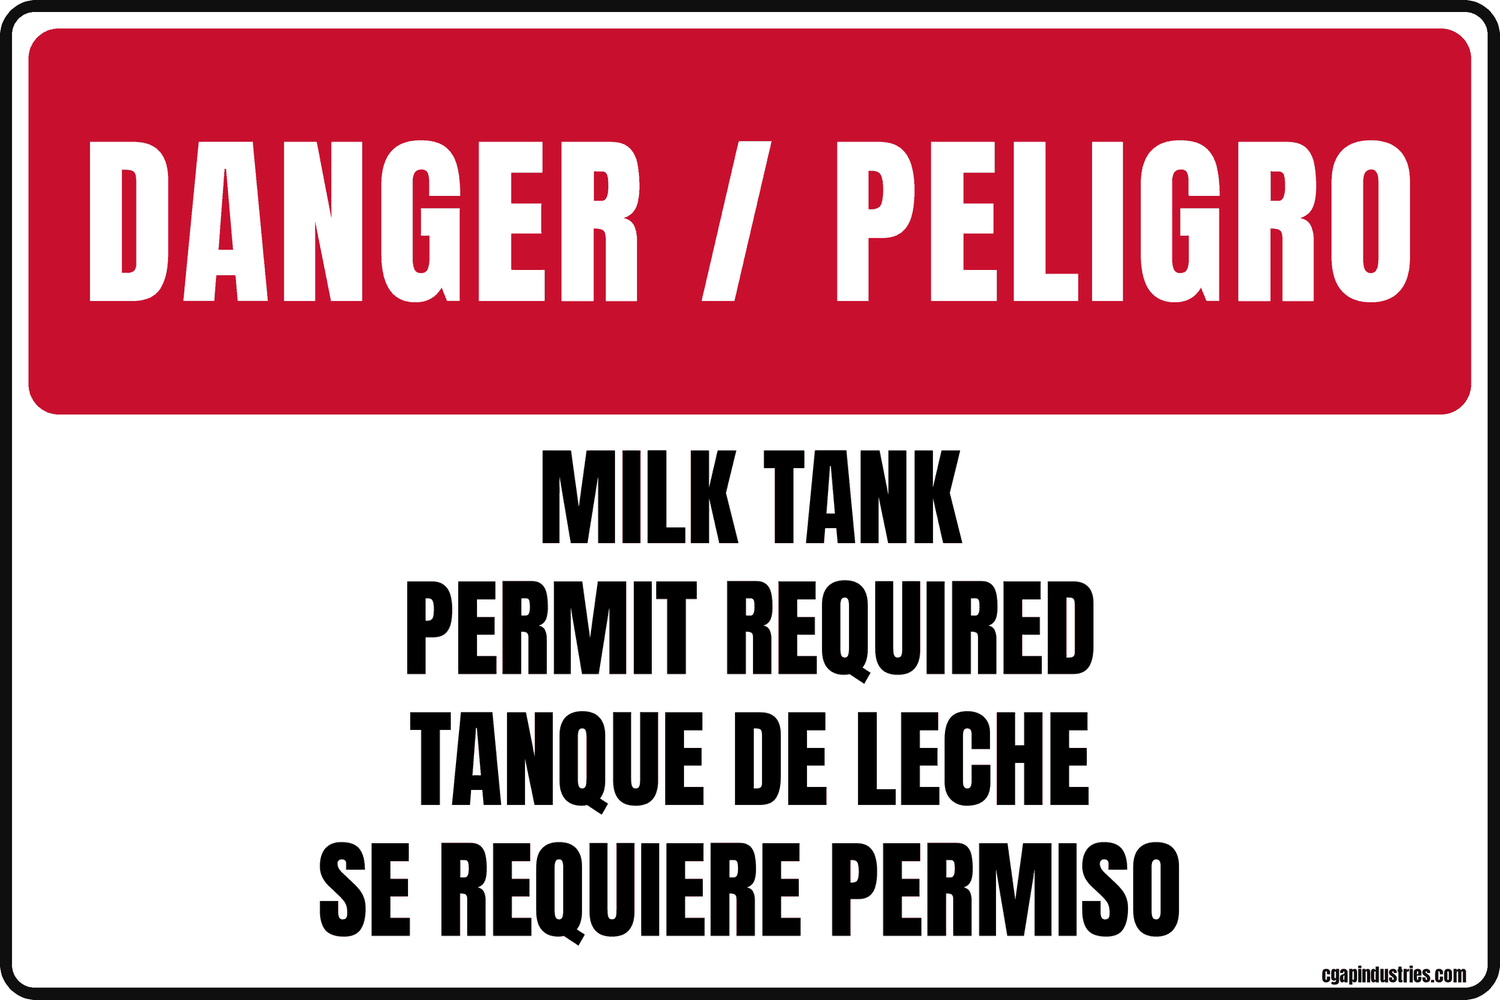 DANGER / PELIGRO
MILK TANK
PERMIT REQUIRED
TANQUE DE LECHE
SE REQUIERE PERMISO
cgapindustries.com